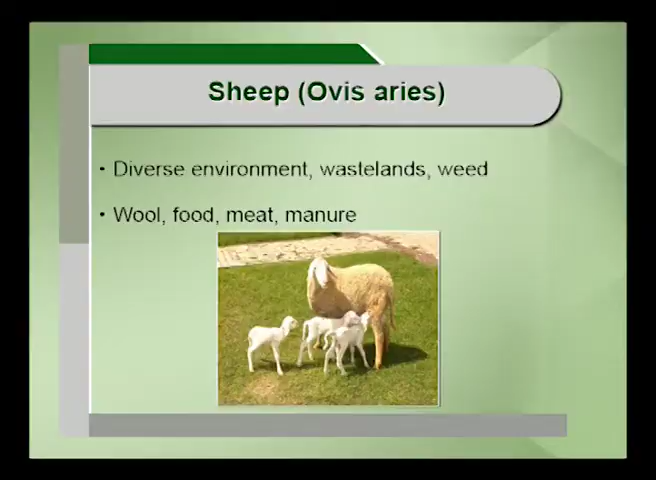 Sheep (Ovis aries)
• Diverse environment, wastelands, weed
• Wool, food, meat, manure